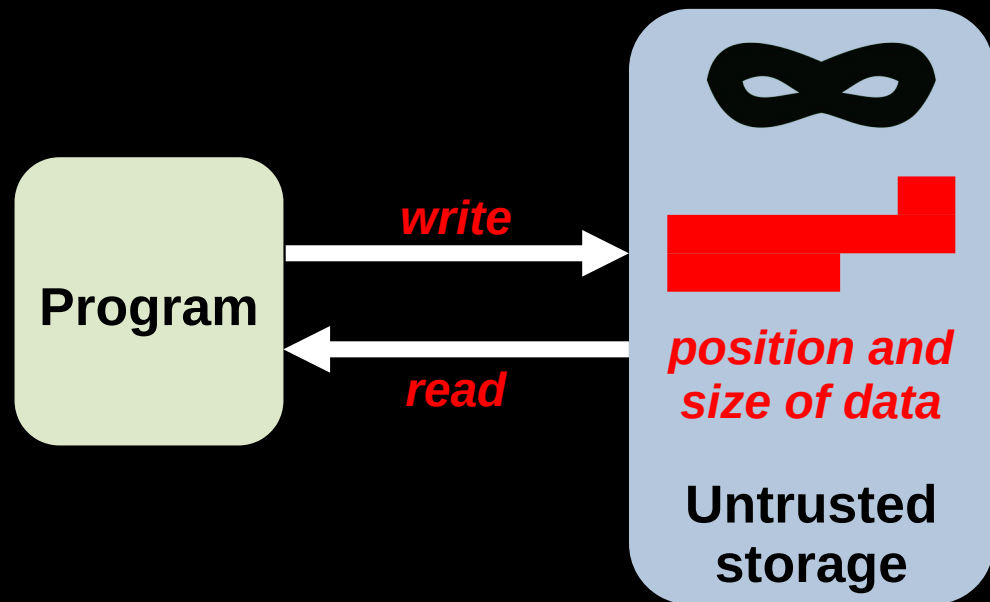 write
Program
read
position and
size of data
Untrusted
storage